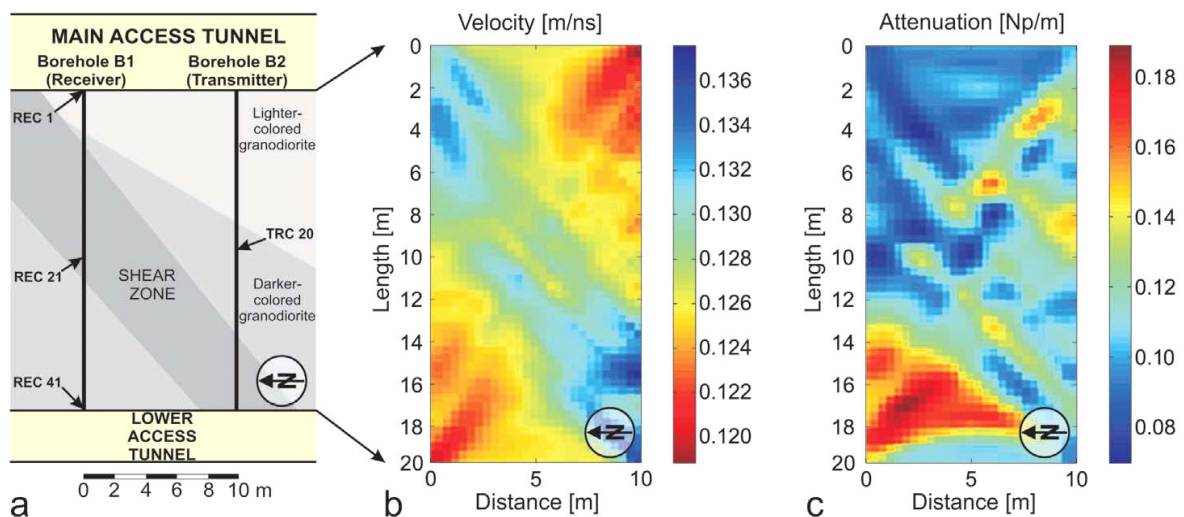 MAIN ACCESS TUNNEL
Borehole B1
(Receiver)
Borehole B2
(Transmitter)
REC 1
Lighter-
colored
granodiorite
TRC 20
REC 21
SHEAR
ZONE
Darker-
colored
granodiorite
N
REC 41
LOWER
ACCESS
TUNNEL
0 2 4 6 8 10 m
a
Velocity [m/ns]
0
2
4
6
8
10
12
14
16
18
20
Length [m]
0 5 10
Distance [m]
N
0.136
0.134
0.132
0.130
0.128
0.126
0.124
0.122
0.120
b
Attenuation [Np/m]
0
2
4
6
8
10
12
14
16
18
20
Length [m]
0 5 10
Distance [m]
N
0.18
0.16
0.14
0.12
0.10
0.08
c